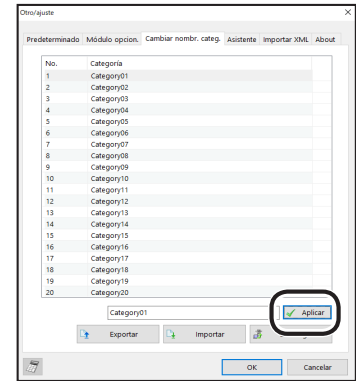 Otro/ajuste
Predeterminado Módulo opcion. Cambiar nombr. categ. Asistente Importar XML About
No. Categoría
1 Category01
2 Category02
3 Category03
4 Category04
5 Category05
6 Category06
7 Category07
8 Category08
9 Category09
10 Category10
11 Category11
12 Category12
13 Category13
14 Category14
15 Category15
16 Category16
17 Category17
18 Category18
19 Category19
20 Category20
Category01 Aplicar
Exportar Importar
OK Cancelar